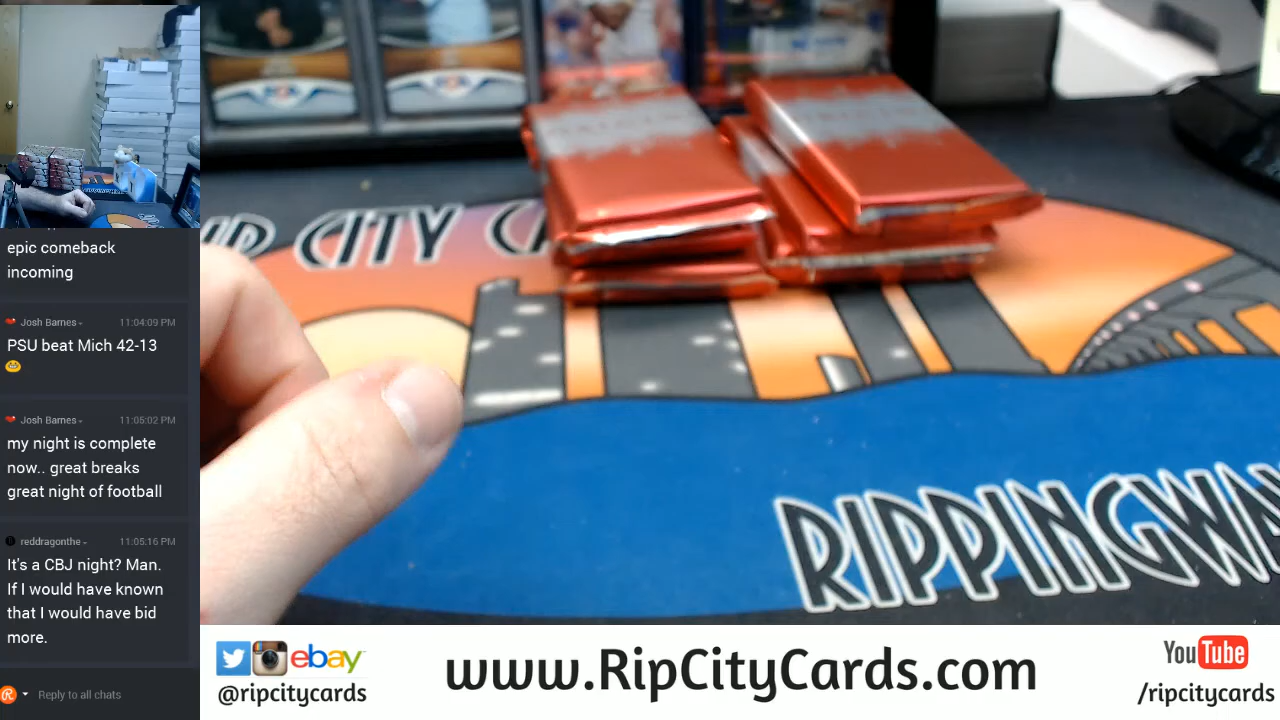 epic comeback
incoming
Josh Barnes
11:04:09 PM
PSU beat Mich 42-13
Josh Barnes
11:05:02 PM
my night is complete
now.. great breaks
great night of football
reddragonthe
11:05:16 PM
It's a CBJ night? Man.
If I would have known
that I would have bid
more.
Reply to all chats
CITY
RIPPINGWA
ebay
@ripcitycards
www.RipCityCards.com
YouTube
/ripcitycards